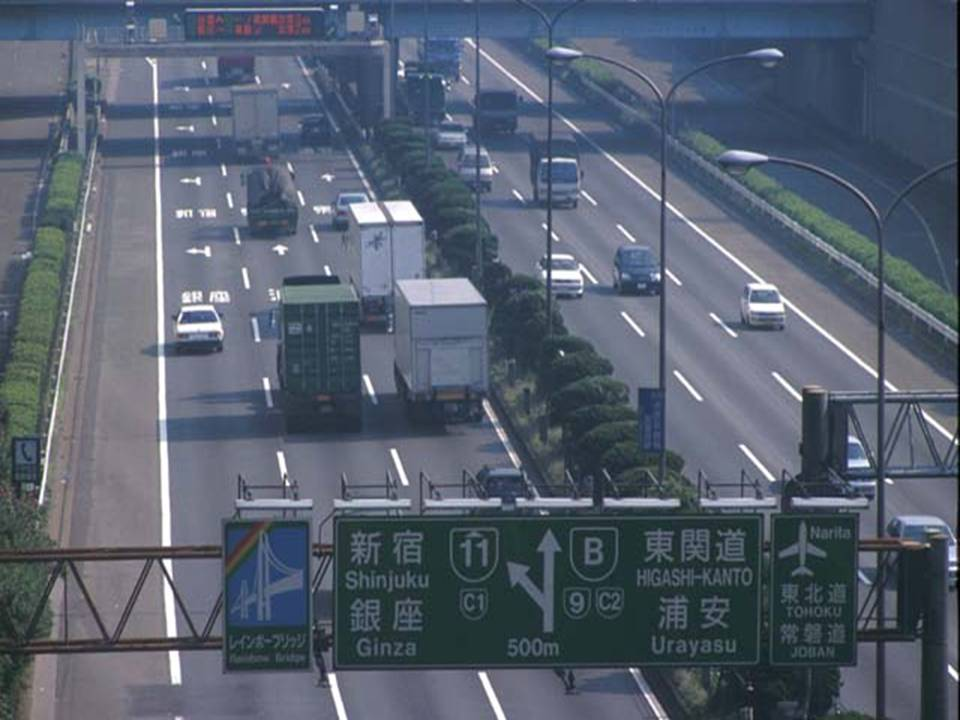 新宿
Shinjuku
銀座
Ginza
11
C1
500m
B
9 C2
東関道
HIGASHI-KANTO
浦安
Urayasu
レインボーブリッジ
Rainbow Bridge
Narita
東北道
TOHOKU
常磐道
JOBAN
銀座